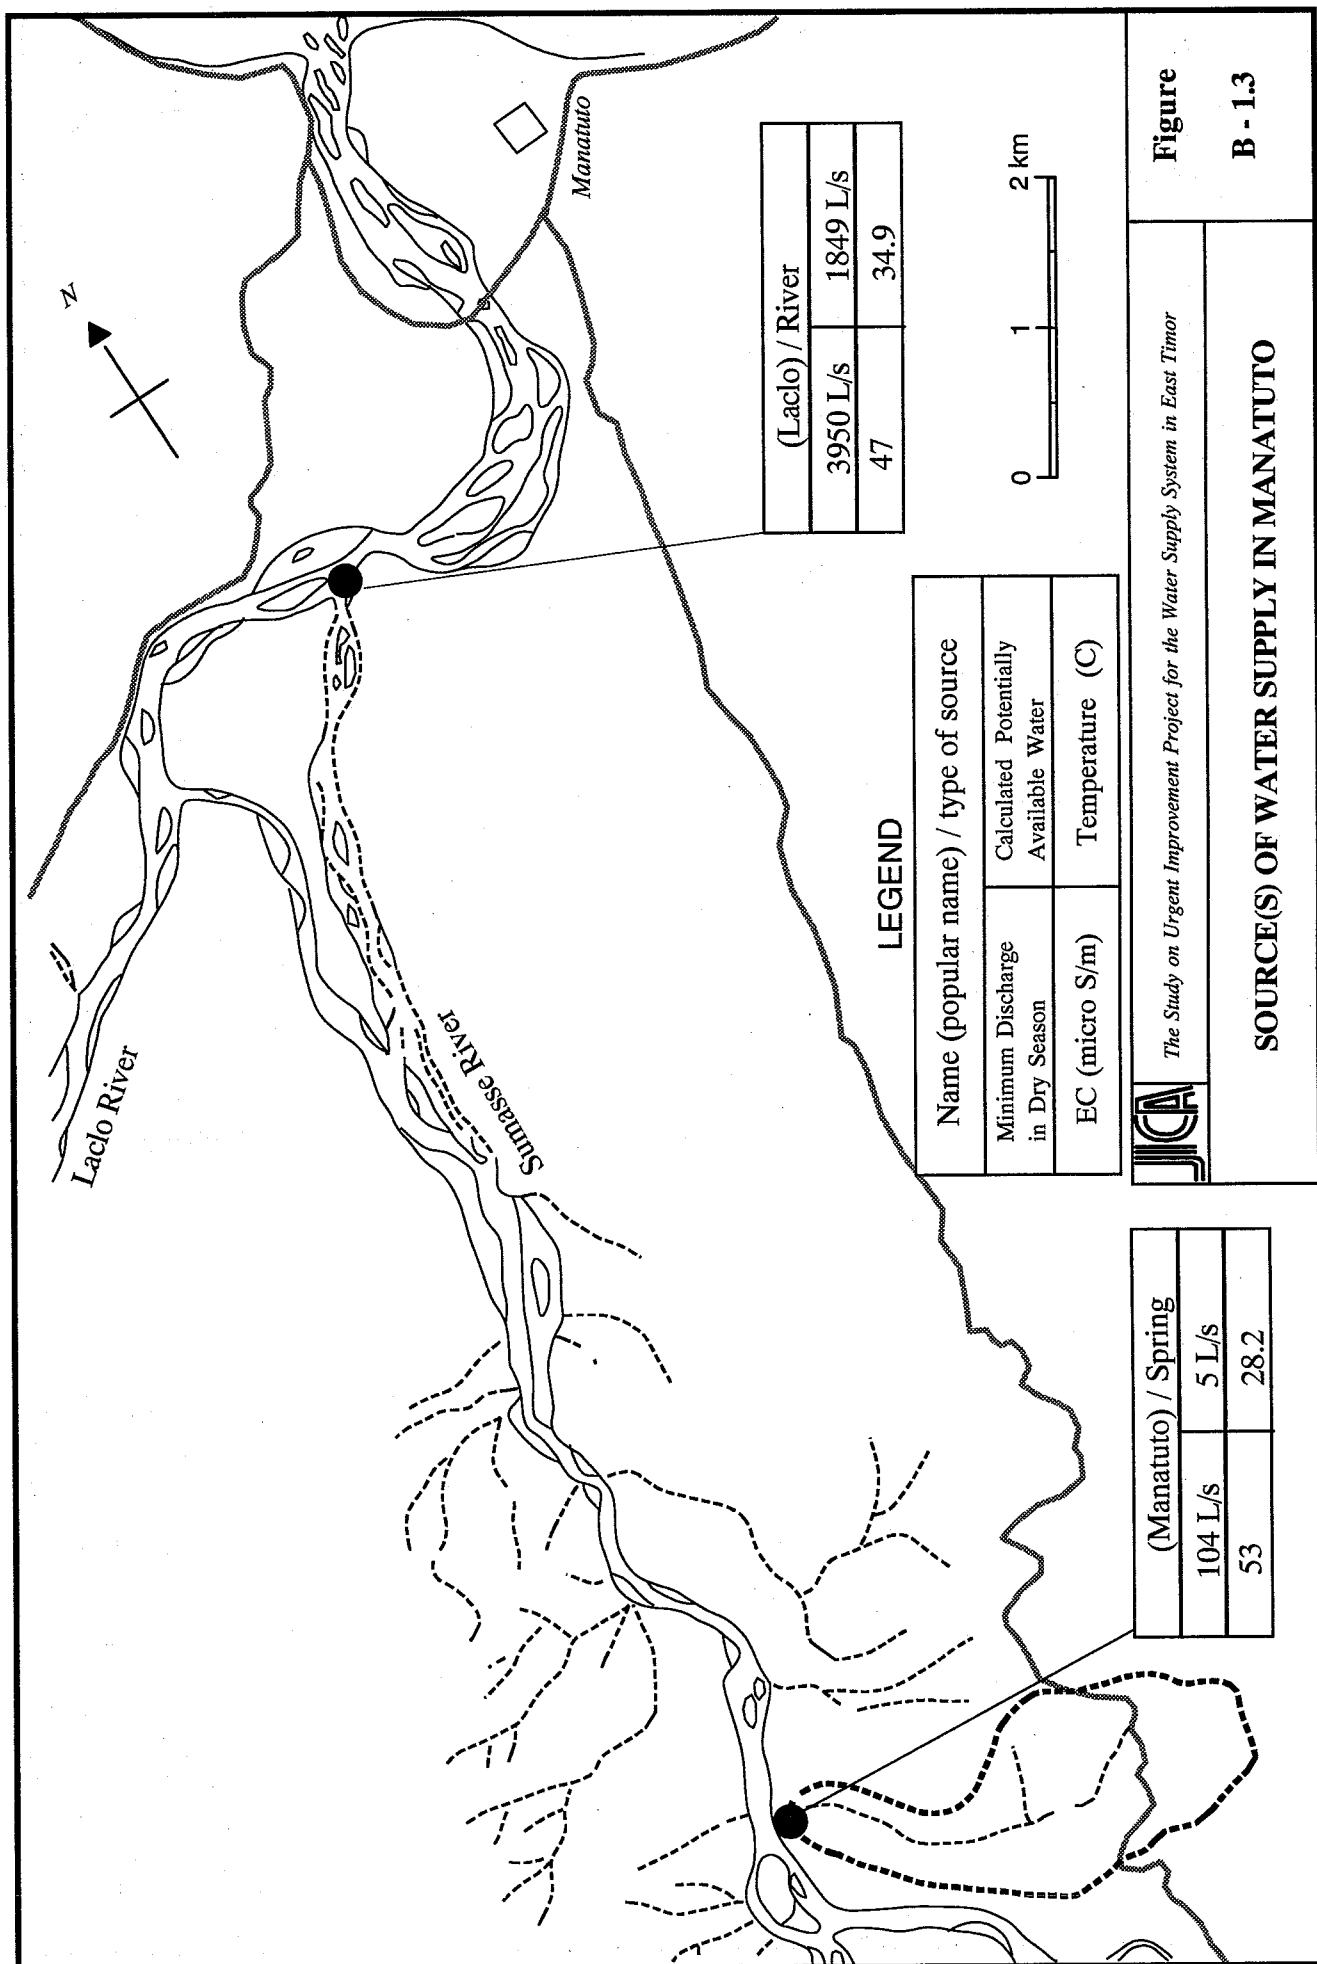 N
Manatuto
Laclo River
Sumasse River
(Laclo) / River
3950 L/s 1849 L/s
47 34.9
0 1 2 km
LEGEND
Name (popular name) / type of source
Minimum Discharge
in Dry Season
Calculated Potentially
Available Water
EC (micro S/m) Temperature (C)
(Manatuto) / Spring
104 L/s 5 L/s
53 28.2
JICA
The Study on Urgent Improvement Project for the Water Supply System in East Timor
SOURCE(S) OF WATER SUPPLY IN MANATUTO
Figure
B - 1.3